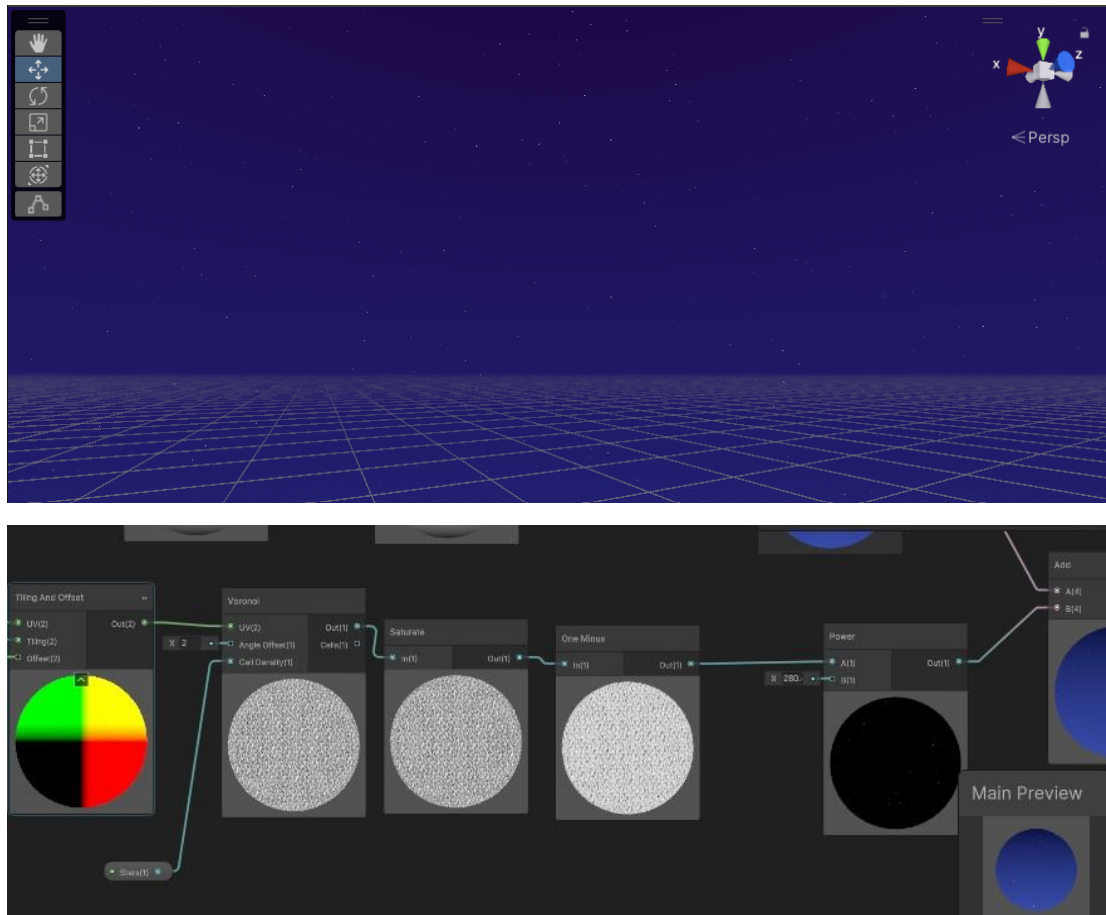 y
x
z
Persp
Tiling And Offset
UV(2)
Out(2)
Tiling(2)
Offset(2)
Voronoi
UV(2)
Out(1)
X 2
Angle Offset(1)
Cells(1)
Cell Density(1)
Saturate
In(1)
Out(1)
One Minus
In(1)
Out(1)
Power
A(1)
Out(1)
X 280.
B(1)
Add
A(4)
B(4)
Main Preview
Stars(1)